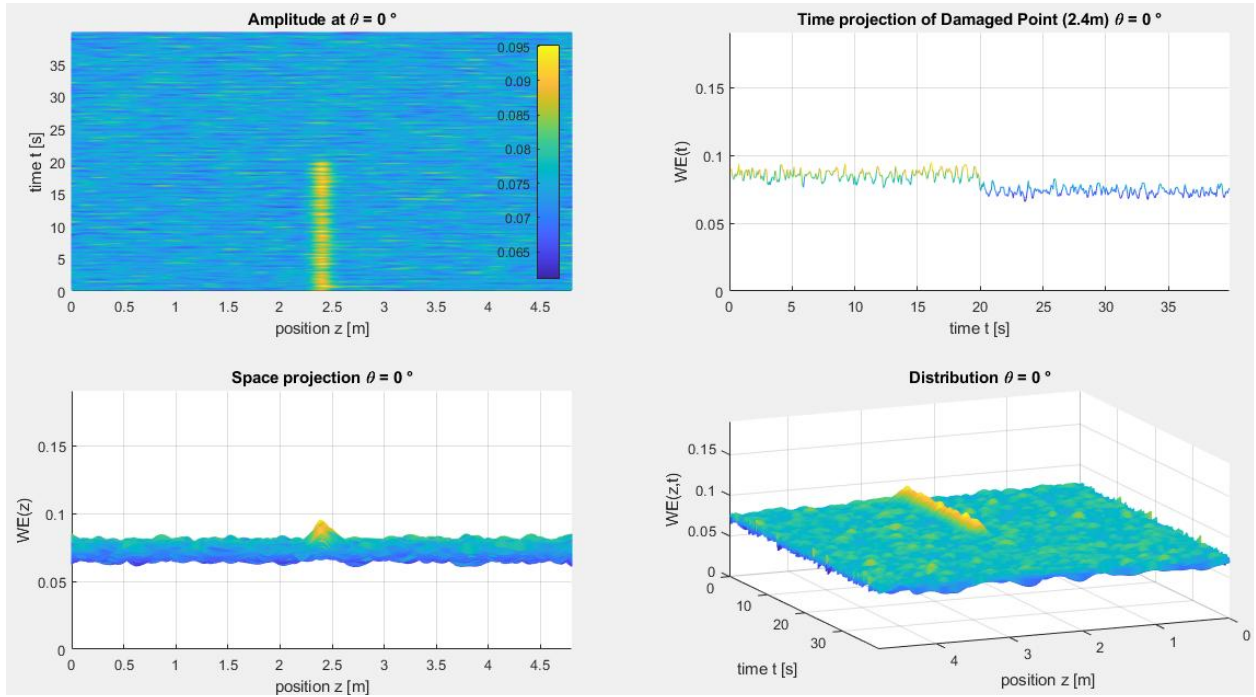 Amplitude at θ = 0 °
time t [s]
35
30
25
20
15
10
5
0
0 0.5 1 1.5 2 2.5 3 3.5 4 4.5
position z [m]
0.095
0.09
0.085
0.08
0.075
0.07
0.065
Time projection of Damaged Point (2.4m) θ = 0 °
WE(t)
0.15
0.1
0.05
0
0 5 10 15 20 25 30 35
time t [s]
Space projection θ = 0 °
WE(z)
0.15
0.1
0.05
0
0 0.5 1 1.5 2 2.5 3 3.5 4 4.5
position z [m]
Distribution θ = 0 °
WE(z,t)
0.15
0.1
0.05
0
0
10
20
30
time t [s]
4 3 2 1 0
position z [m]